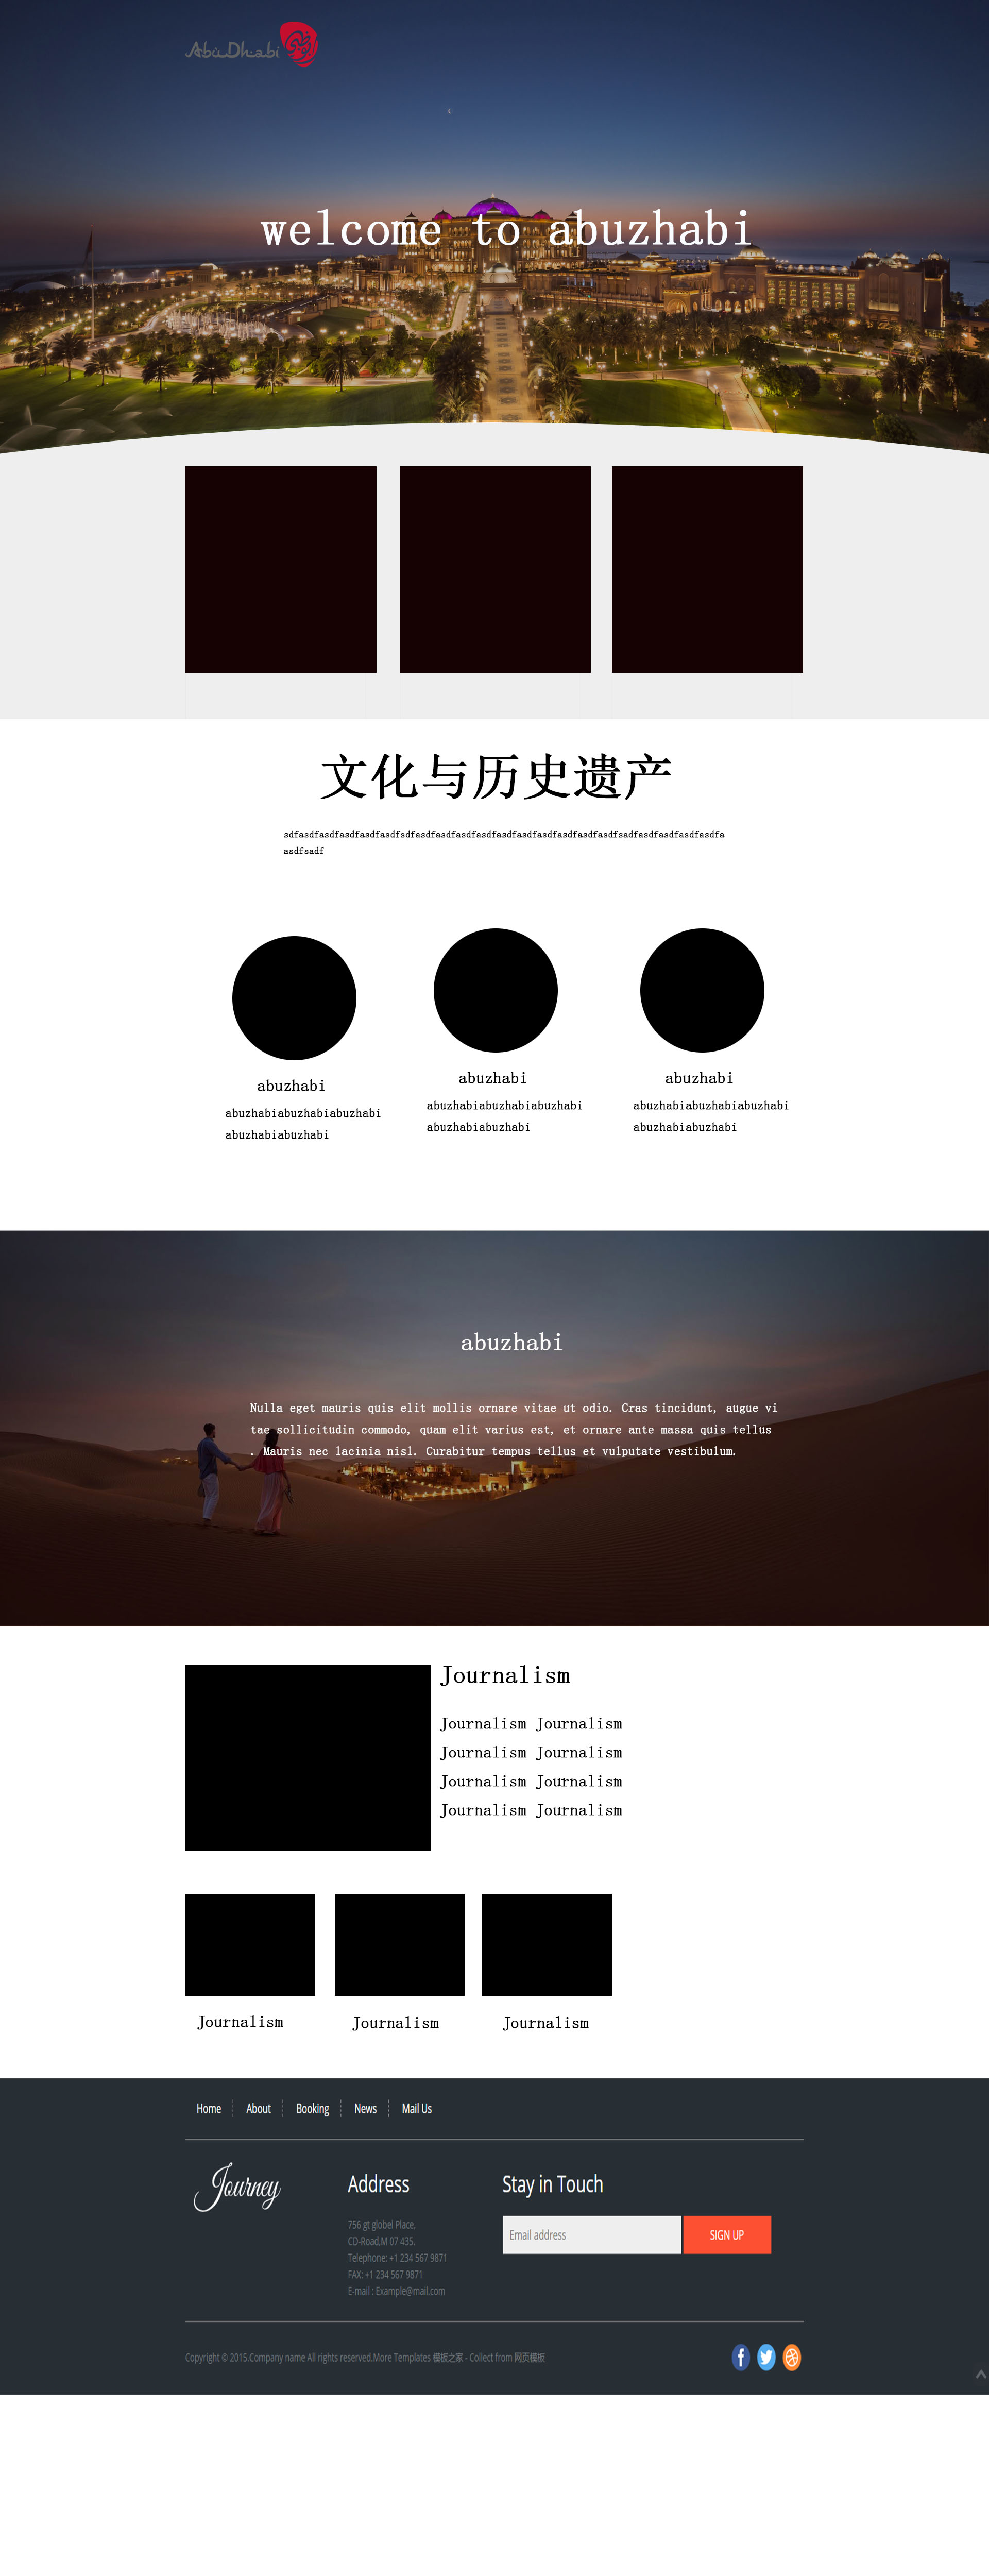 AbuDhabi
welcome to abuzhabi
文化与历史遗产
sdfasdfasdfasdfasdfasdfsdfasdfasdfasdfasdfasdfasdfasdfasdfasdfasdfsadfasdfasdfasdfasdfa
asdfsadf
abuzhabi
abuzhabiabuzhabiabuzhabi
abuzhabiabuzhabi
abuzhabi
abuzhabiabuzhabiabuzhabi
abuzhabiabuzhabi
abuzhabi
abuzhabiabuzhabiabuzhabi
abuzhabiabuzhabi
abuzhabi
Nulla eget mauris quis elit mollis ornare vitae ut odio. Cras tincidunt, augue vi
tae sollicitudin commodo, quam elit varius est, et ornare ante massa quis tellus
. Mauris nec lacinia nisl. Curabitur tempus tellus et vulputate vestibulum.
Journalism
Journalism Journalism
Journalism Journalism
Journalism Journalism
Journalism Journalism
Journalism
Journalism
Journalism
Home About Booking News Mail Us
Journey
Address
756 gt globel Place,
CD-Road,M 07 435.
Telephone: +1 234 567 9871
FAX: +1 234 567 9871
E-mail : Example@mail.com
Stay in Touch
Email address SIGN UP
Copyright © 2015.Company name All rights reserved.More Templates 模板之家 - Collect from 网页模板